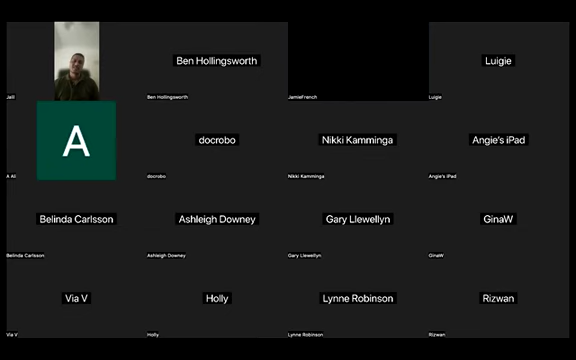 Ben Hollingsworth
Luigie
Jalil
Ben Hollingsworth
JamieFrench
Luigie
A
docrobo
Nikki Kamminga
Angie's iPad
A Ali
docrobo
Nikki Kamminga
Angie's iPad
Belinda Carlsson
Ashleigh Downey
Gary Llewellyn
GinaW
Belinda Carlsson
Ashleigh Downey
Gary Llewellyn
GinaW
Via V
Holly
Lynne Robinson
Rizwan
Via V
Holly
Lynne Robinson
Rizwan